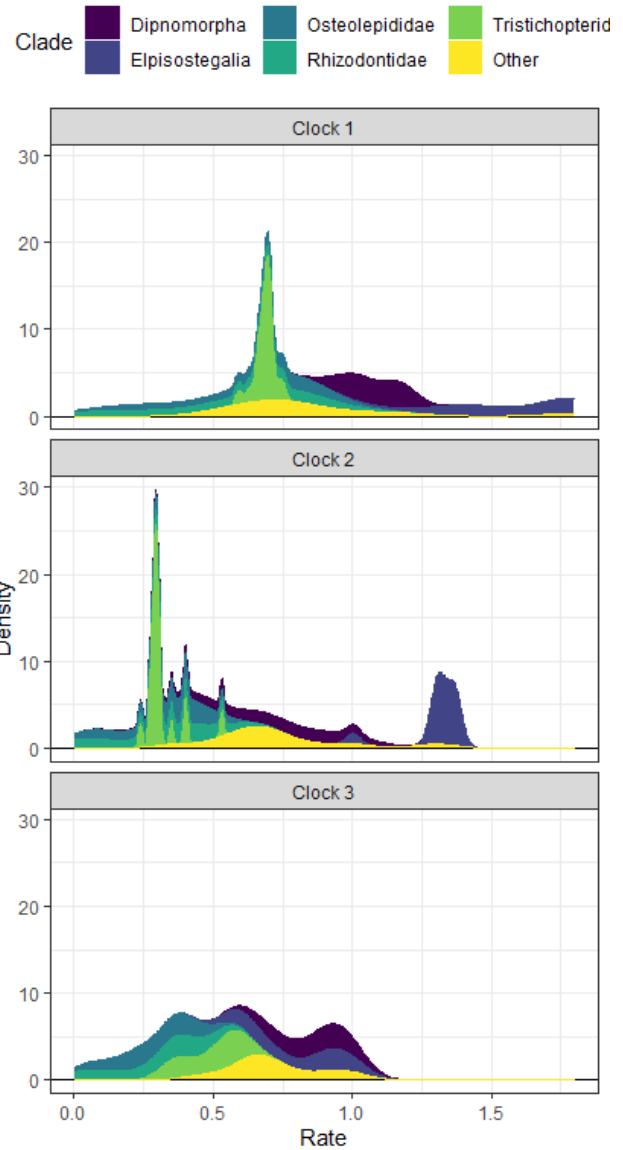 Clade
Dipnomorpha
Osteolepididae
Tristichopterid
Elpisostegalia
Rhizodontidae
Other
Clock 1
30
20
10
0
Clock 2
30
20
10
0
Density
Clock 3
30
20
10
0
0.0 0.5 1.0 1.5
Rate